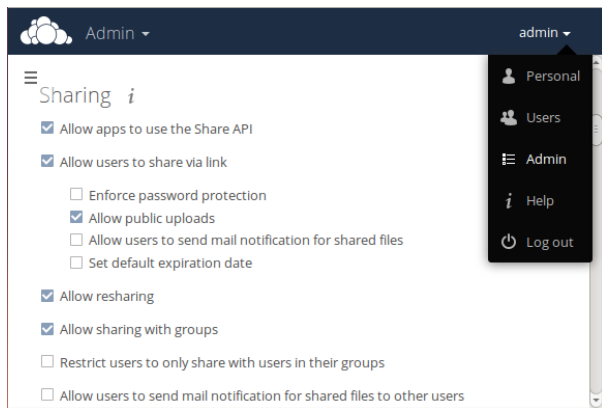 Admin
admin
Personal
Users
Admin
Help
Log out
Sharing i
Allow apps to use the Share API
Allow users to share via link
Enforce password protection
Allow public uploads
Allow users to send mail notification for shared files
Set default expiration date
Allow resharing
Allow sharing with groups
Restrict users to only share with users in their groups
Allow users to send mail notification for shared files to other users